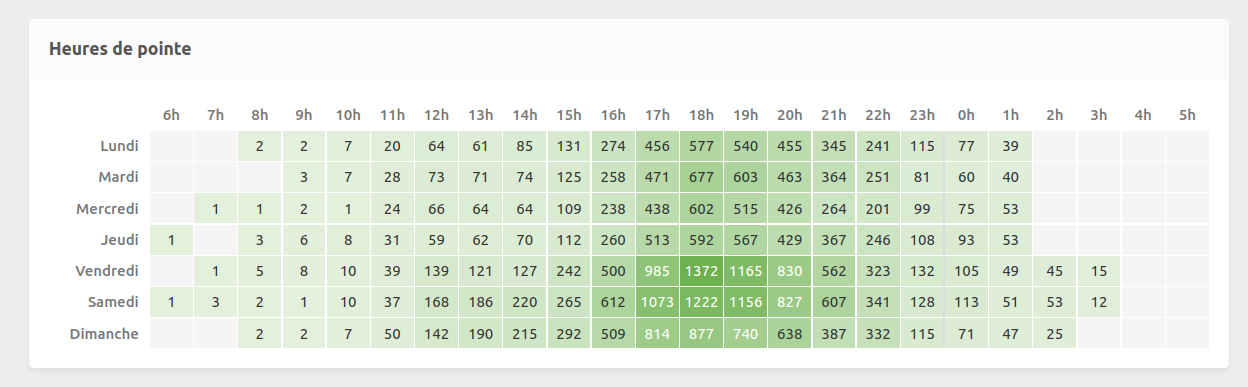 Heures de pointe
6h 7h 8h 9h 10h 11h 12h 13h 14h 15h 16h 17h 18h 19h 20h 21h 22h 23h 0h 1h 2h 3h 4h 5h
Lundi 2 2 7 20 64 61 85 131 274 456 577 540 455 345 241 115 77 39
Mardi 3 7 28 73 71 74 125 258 471 677 603 463 364 251 81 60 40
Mercredi 1 1 2 1 24 66 64 64 109 238 438 602 515 426 264 201 99 75 53
Jeudi 1 3 6 8 31 59 62 70 112 260 513 592 567 429 367 246 108 93 53
Vendredi 1 5 8 10 39 139 121 127 242 500 985 1372 1165 830 562 323 132 105 49 45 15
Samedi 1 3 2 1 10 37 168 186 220 265 612 1073 1222 1156 827 607 341 128 113 51 53 12
Dimanche 2 2 7 50 142 190 215 292 509 814 877 740 638 387 332 115 71 47 25